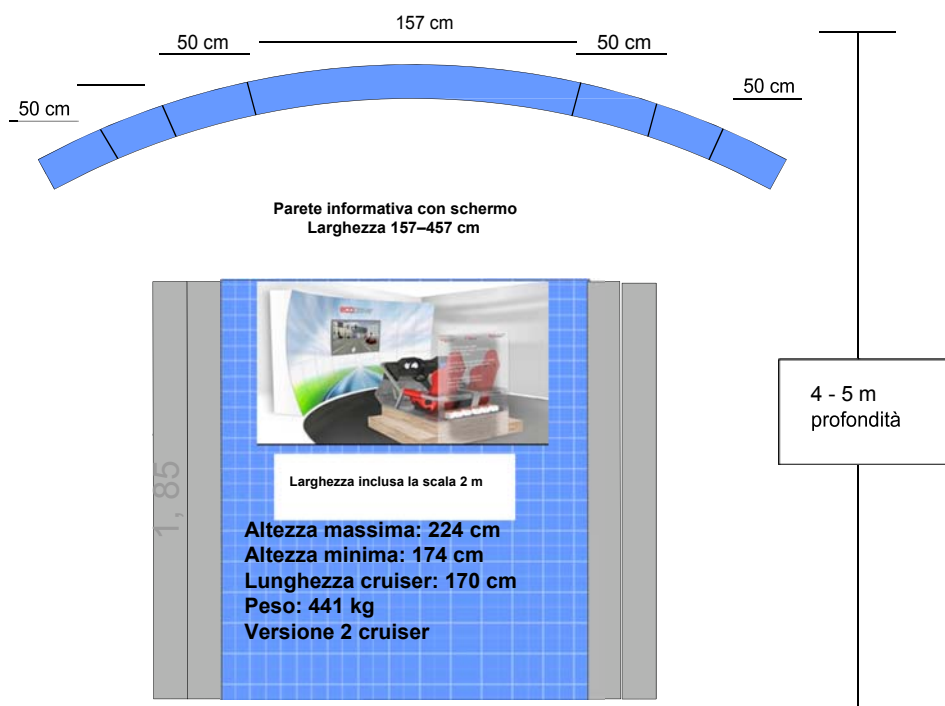 157 cm
50 cm
50 cm
50 cm
50 cm
Parete informativa con schermo
Larghezza 157–457 cm
4 - 5 m
profondità
Larghezza inclusa la scala 2 m
1, 85
Altezza massima: 224 cm
Altezza minima: 174 cm
Lunghezza cruiser: 170 cm
Peso: 441 kg
Versione 2 cruiser